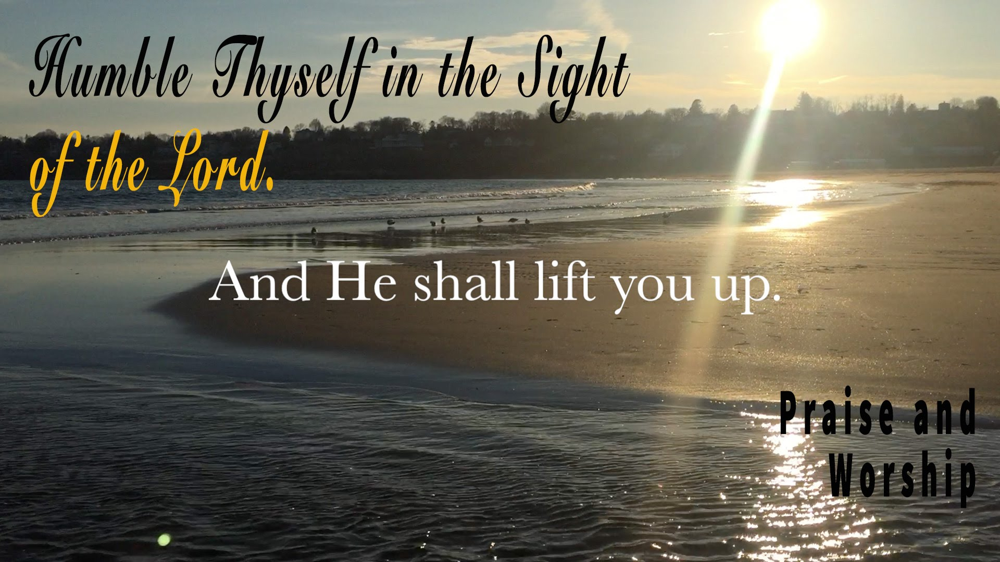 Humble Thyself in the Sight
of the Lord.
And He shall lift you up.
Praise and
Worship